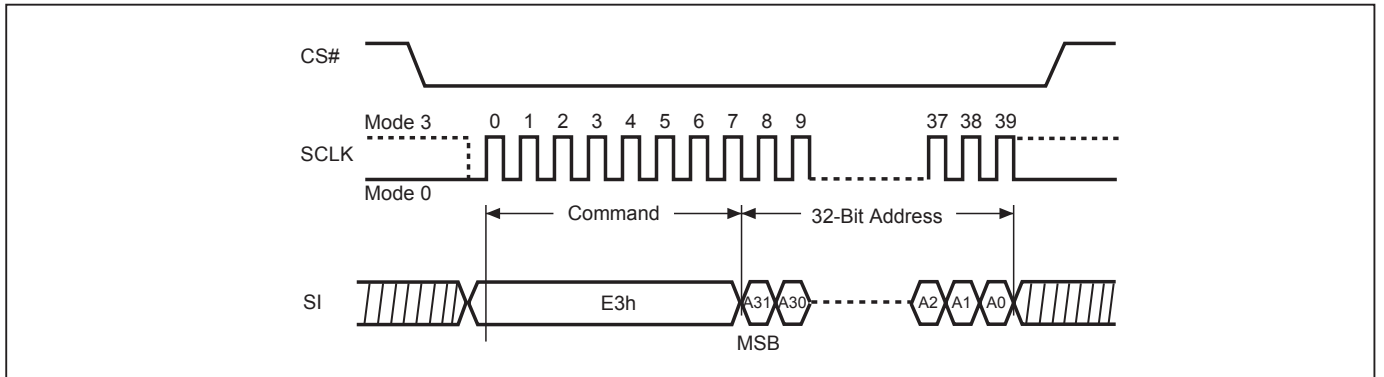 CS#
Mode 3
0 1 2 3 4 5 6 7 8 9 37 38 39
SCLK
Mode 0
Command 32-Bit Address
SI
E3h A31 A30 A2 A1 A0
MSB